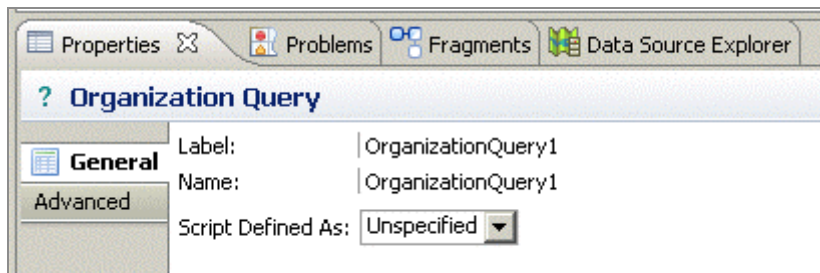 Properties Problems Fragments Data Source Explorer
? Organization Query
General
Advanced
Label: OrganizationQuery1
Name: OrganizationQuery1
Script Defined As: Unspecified